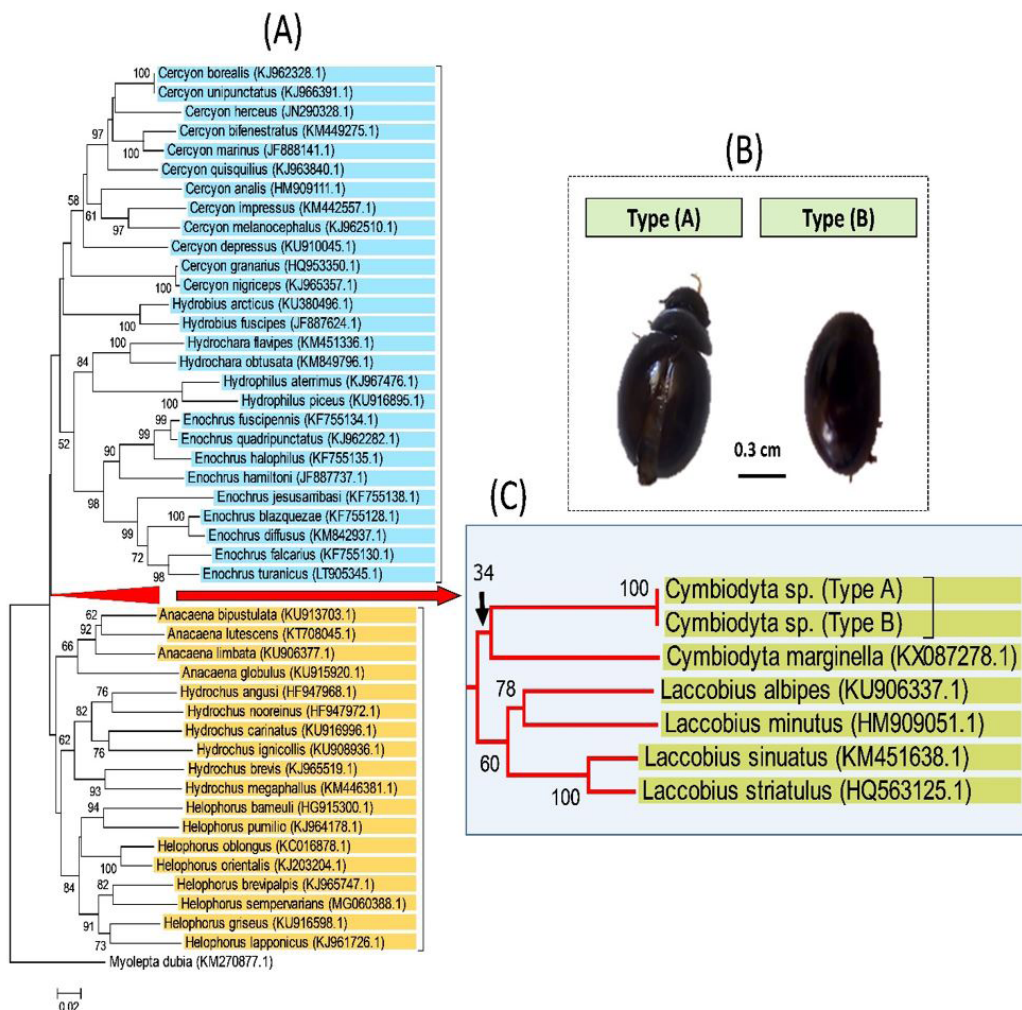 (A)
100
Cercyon borealis (KJ962328.1)
Cercyon unipunctatus (KJ966391.1)
Cercyon herceus (JN290328.1)
97
Cercyon bifenestratus (KM449275.1)
100
Cercyon marinus (JF888141.1)
Cercyon quisquilius (KJ963840.1)
Cercyon analis (HM909111.1)
58
61
Cercyon impressus (KM442557.1)
97
Cercyon melanocephalus (KJ962510.1)
Cercyon depressus (KU910045.1)
Cercyon granarius (HQ953350.1)
100
Cercyon nigriceps (KJ965357.1)
Hydrobius arcticus (KU380496.1)
100
Hydrobius fuscipes (JF887624.1)
Hydrochara flavipes (KM451336.1)
84
100
Hydrochara obtusata (KM849796.1)
Hydrophilus aterrimus (KJ967476.1)
100
Hydrophilus piceus (KU916895.1)
99
Enochrus fuscipennis (KF755134.1)
52
99
Enochrus quadripunctatus (KJ962282.1)
90
Enochrus halophilus (KF755135.1)
Enochrus hamiltoni (JF887737.1)
98
Enochrus jesusarribasi (KF755138.1)
100
Enochrus blazquezae (KF755128.1)
99
Enochrus diffusus (KM842937.1)
72
Enochrus falcarius (KF755130.1)
98
Enochrus turanicus (LT905345.1)
62
Anacaena bipustulata (KU913703.1)
92
Anacaena lutescens (KT708045.1)
66
Anacaena limbata (KU906377.1)
Anacaena globulus (KU915920.1)
76
Hydrochus angusi (HF947968.1)
82
Hydrochus nooreinus (HF947972.1)
Hydrochus carinatus (KU916996.1)
62
76
Hydrochus ignicollis (KU908936.1)
Hydrochus brevis (KJ965519.1)
93
Hydrochus megaphallus (KM446381.1)
94
Helophorus bameuli (HG915300.1)
Helophorus pumilio (KJ964178.1)
Helophorus oblongus (KC016878.1)
100
Helophorus orientalis (KJ203204.1)
84
82
Helophorus brevipalpis (KJ965747.1)
Helophorus sempervarians (MG060388.1)
91
Helophorus griseus (KU916598.1)
73
Helophorus lapponicus (KJ961726.1)
Myolepta dubia (KM270877.1)
0.02
(B)
Type (A)
Type (B)
0.3 cm
(C)
34
100
Cymbiodyta sp. (Type A)
Cymbiodyta sp. (Type B)
Cymbiodyta marginella (KX087278.1)
78
Laccobius albipes (KU906337.1)
Laccobius minutus (HM909051.1)
60
Laccobius sinuatus (KM451638.1)
100
Laccobius striatulus (HQ563125.1)